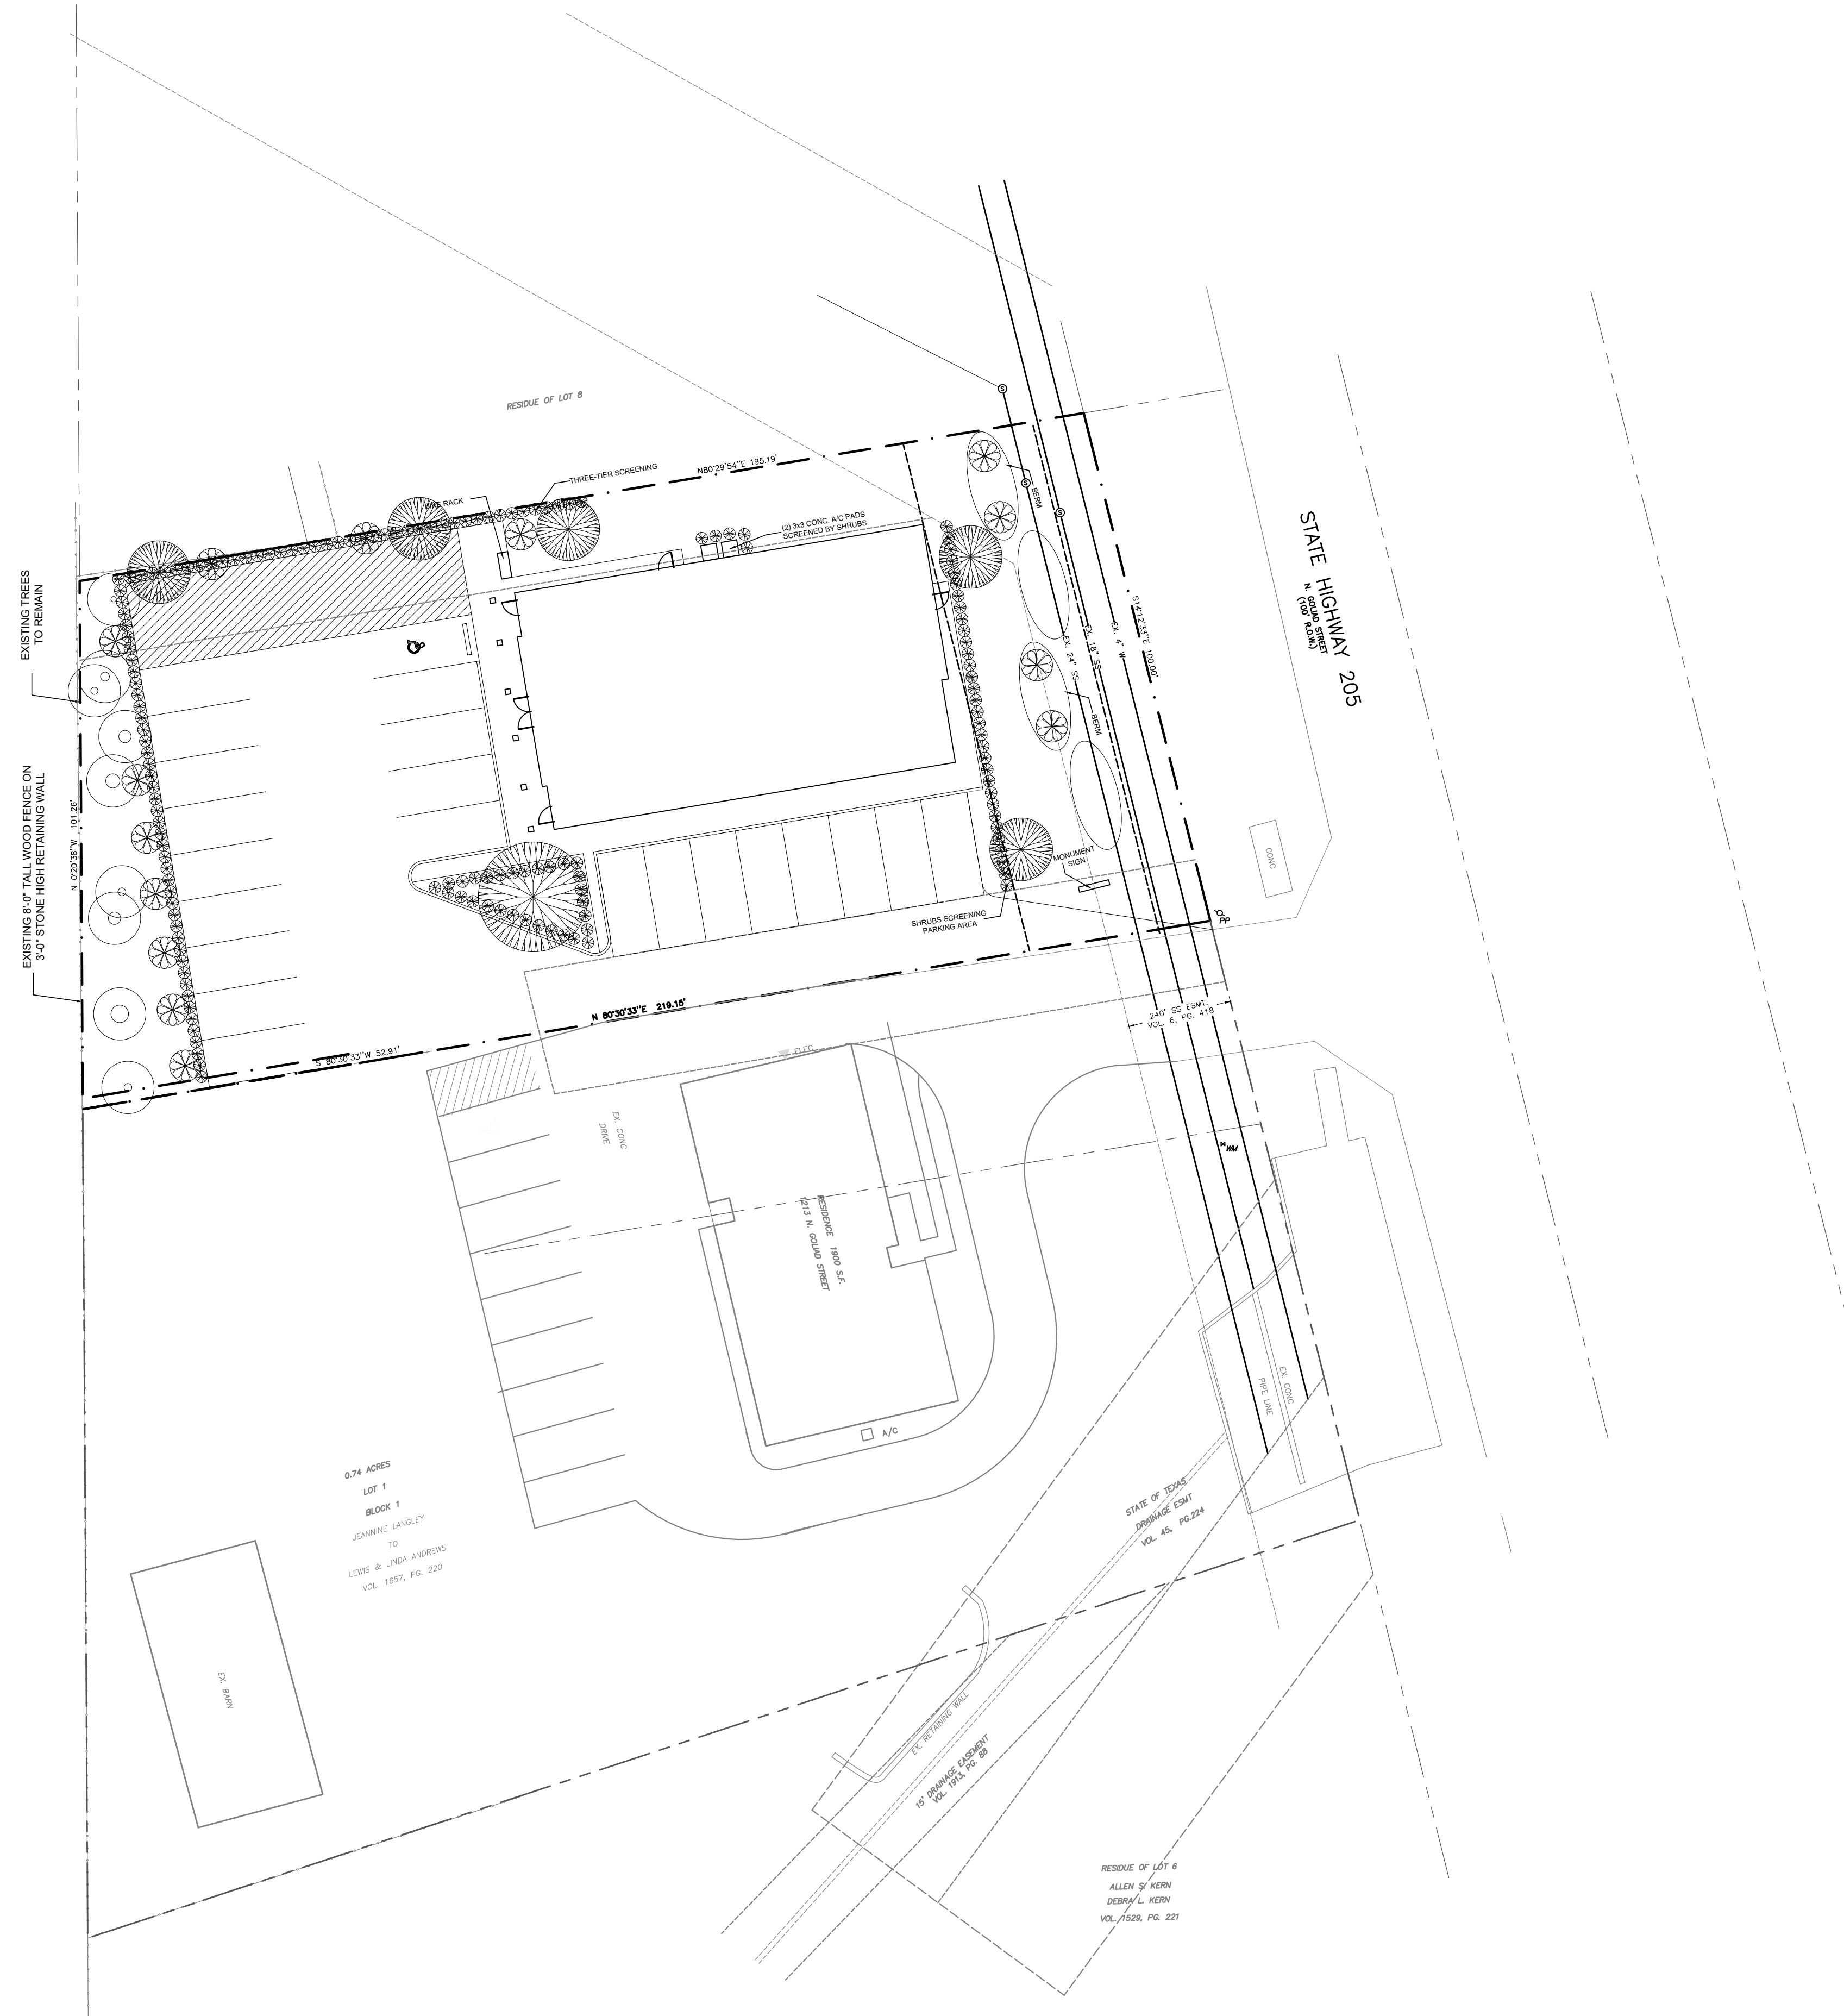 RESIDUE OF LOT 8
THREE-TIER SCREENING
N80°29'54"E 195.19'
BIKE RACK
(2) 3x3 CONC. A/C PADS
SCREENED BY SHRUBS
BERM
STATE HIGHWAY 205
N. GOLIAD STREET
(100' R.O.W.)
S14°12'33"E 100.00'
EX. 24" SS
EX. 18" SS
EX. 4" W
BERM
EXISTING TREES
TO REMAIN
EXISTING 8'-0" TALL WOOD FENCE ON
3'-0" STONE HIGH RETAINING WALL
N 0°20'38"W 101.26'
MONUMENT
SIGN
CONC
SHRUBS SCREENING
PARKING AREA
PP
N 80°30'33"E 219.15'
S 80°30'33"W 52.91'
240' SS ESMT.
VOL. 6, PG. 418
ELEC
EX. CONC
DRIVE
WM
RESIDENCE 1900 S.F.
1213 N. GOLIAD STREET
A/C
EX. CONC
PIPE LINE
0.74 ACRES
LOT 1
BLOCK 1
JEANNINE LANGLEY
TO
LEWIS & LINDA ANDREWS
VOL. 1657, PG. 220
STATE OF TEXAS
DRAINAGE ESMT
VOL. 45, PG.224
EX. BARN
EX. RETAINING WALL
15' DRAINAGE EASEMENT
VOL. 1913, PG. 88
RESIDUE OF LOT 6
ALLEN S. KERN
DEBRA L. KERN
VOL. 1529, PG. 221
S
S
S